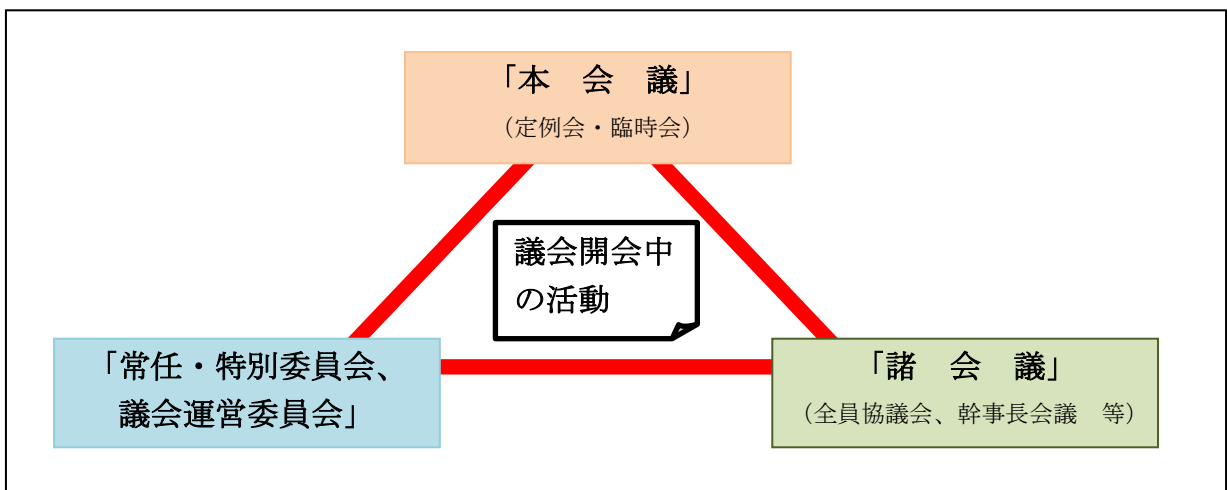 「本　会　議」
（定例会・臨時会）
議会開会中
の活動
「常任・特別委員会、
議会運営委員会」
「諸　会　議」
（全員協議会、幹事長会議　等）